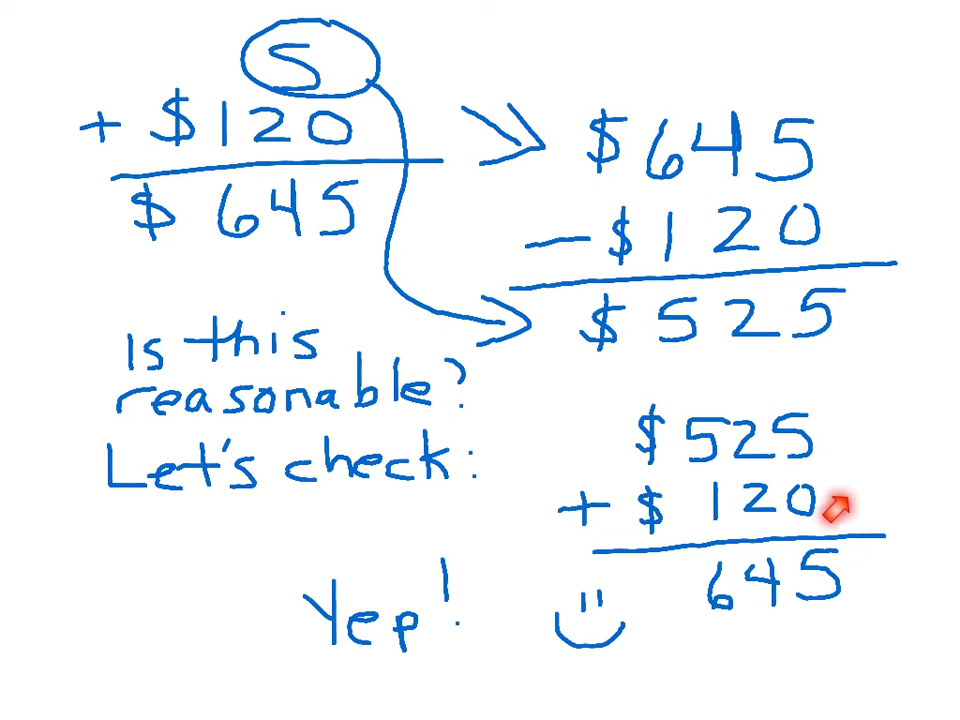 S
+ $120
$ 645
$645
- $120
$525
Is this
reasonable?
Let's check:
$525
+ $ 120
645
Yep!